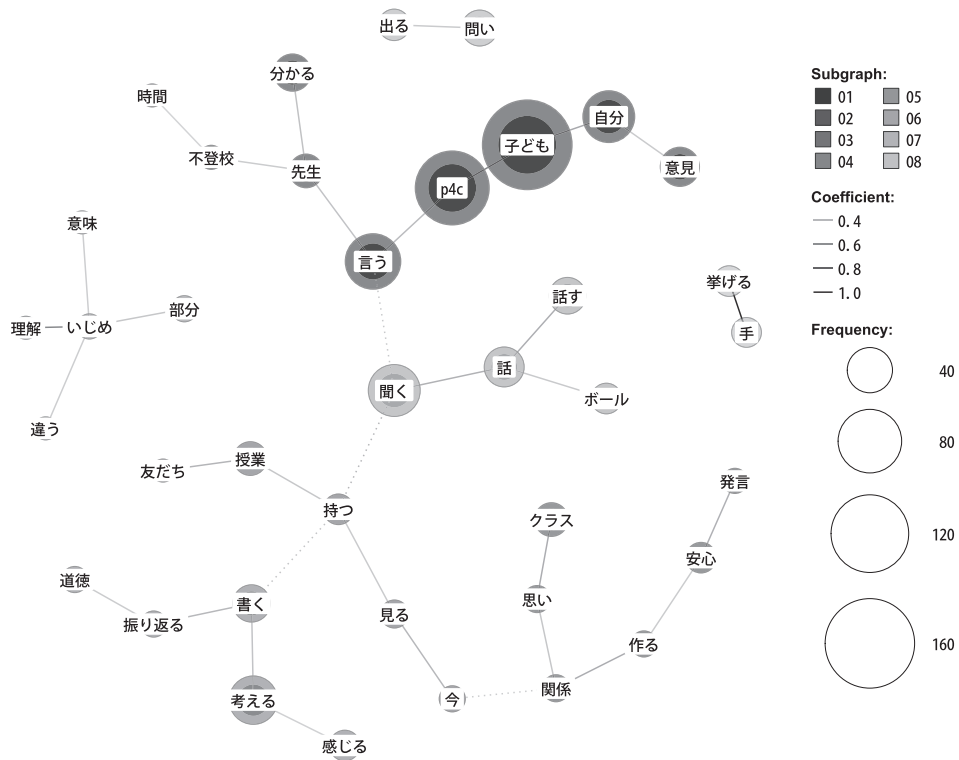 出る
問い
分かる
時間
自分
子ども
不登校
先生
意見
p4c
意味
言う
挙げる
話す
部分
理解
いじめ
手
話
聞く
ボール
違う
授業
友だち
発言
持つ
クラス
安心
道徳
思い
書く
見る
振り返る
作る
関係
今
考える
感じる
Subgraph:
01 05
02 06
03 07
04 08
Coefficient:
0.4
0.6
0.8
1.0
Frequency:
40
80
120
160